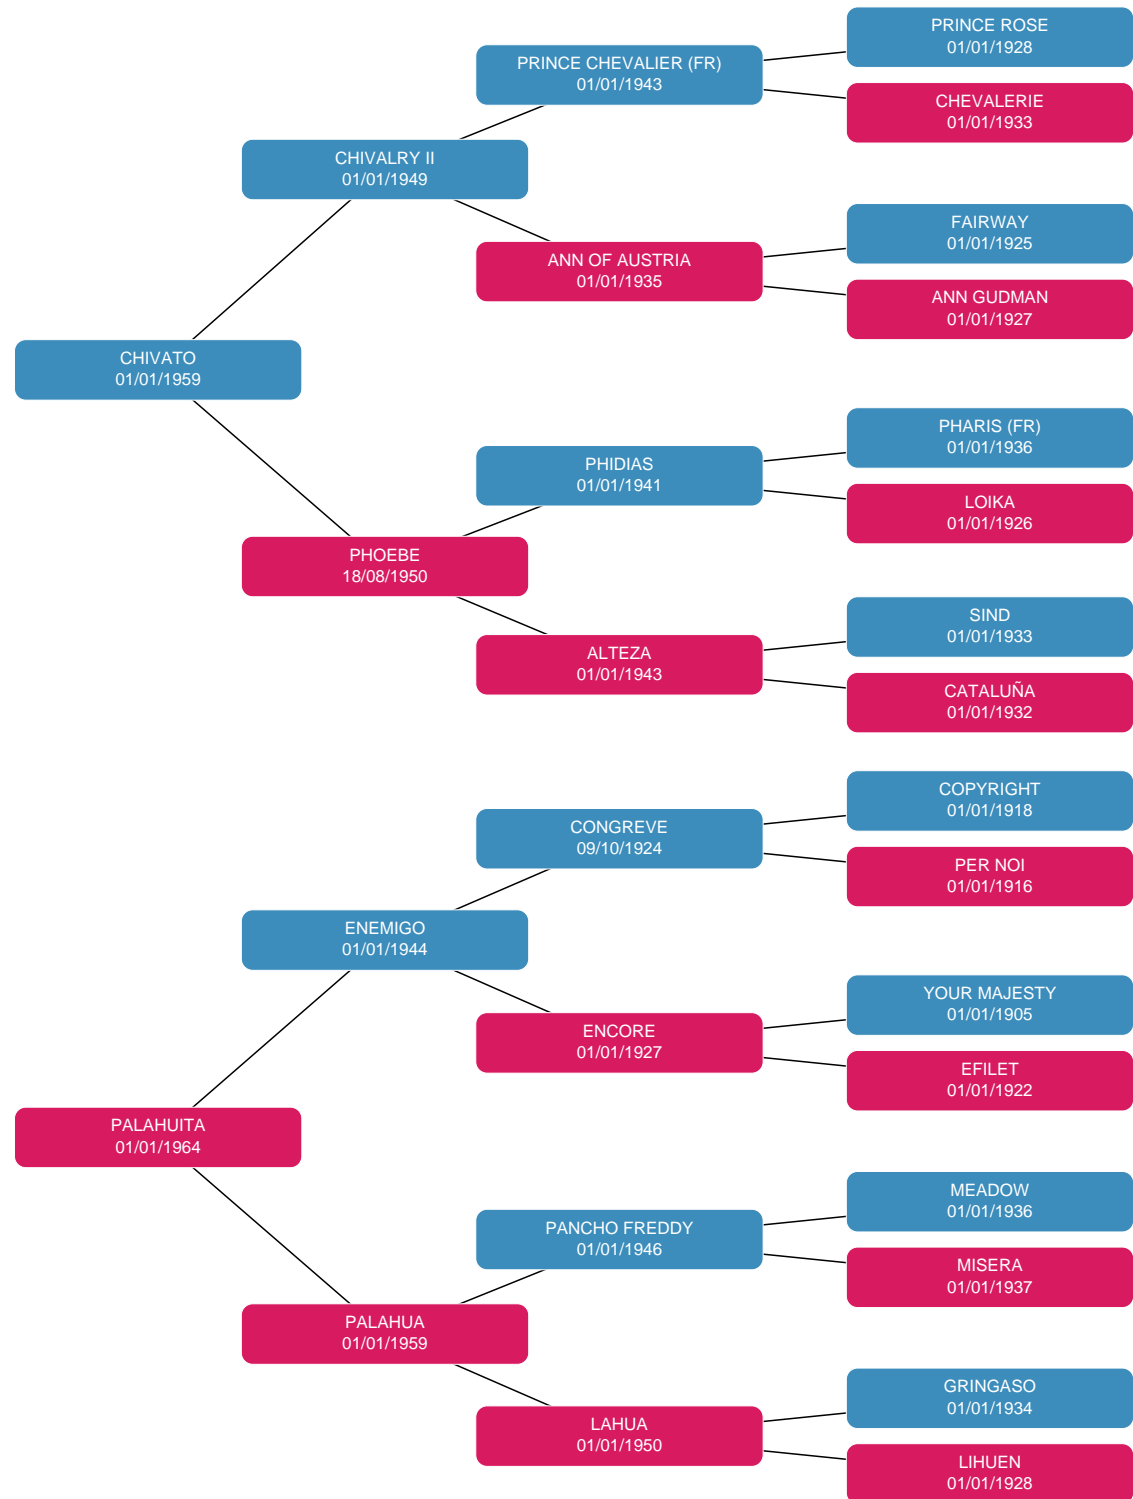 PRINCE ROSE
01/01/1928
PRINCE CHEVALIER (FR)
01/01/1943
CHEVALERIE
01/01/1933
CHIVALRY II
01/01/1949
FAIRWAY
01/01/1925
ANN OF AUSTRIA
01/01/1935
ANN GUDMAN
01/01/1927
CHIVATO
01/01/1959
PHARIS (FR)
01/01/1936
PHIDIAS
01/01/1941
LOIKA
01/01/1926
PHOEBE
18/08/1950
SIND
01/01/1933
ALTEZA
01/01/1943
CATALUÑA
01/01/1932
COPYRIGHT
01/01/1918
CONGREVE
09/10/1924
PER NOI
01/01/1916
ENEMIGO
01/01/1944
YOUR MAJESTY
01/01/1905
ENCORE
01/01/1927
EFILET
01/01/1922
PALAHUITA
01/01/1964
MEADOW
01/01/1936
PANCHO FREDDY
01/01/1946
MISERA
01/01/1937
PALAHUA
01/01/1959
GRINGASO
01/01/1934
LAHUA
01/01/1950
LIHUEN
01/01/1928